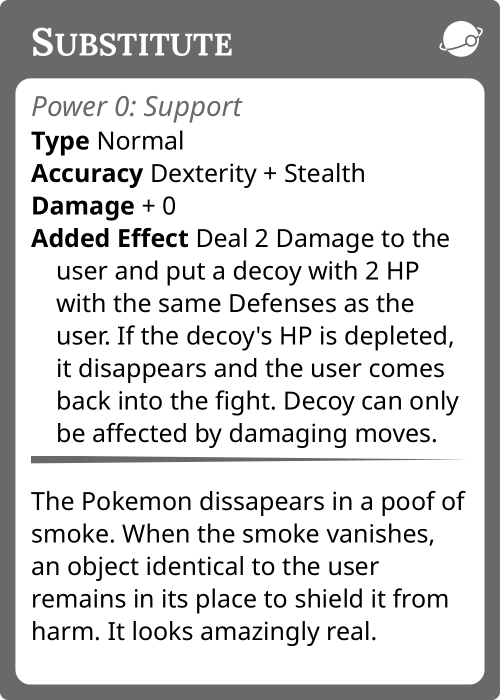 SUBSTITUTE
Power 0: Support
Type Normal
Accuracy Dexterity + Stealth
Damage + 0
Added Effect Deal 2 Damage to the
user and put a decoy with 2 HP
with the same Defenses as the
user. If the decoy's HP is depleted,
it disappears and the user comes
back into the fight. Decoy can only
be affected by damaging moves.
The Pokemon dissapears in a poof of
smoke. When the smoke vanishes,
an object identical to the user
remains in its place to shield it from
harm. It looks amazingly real.